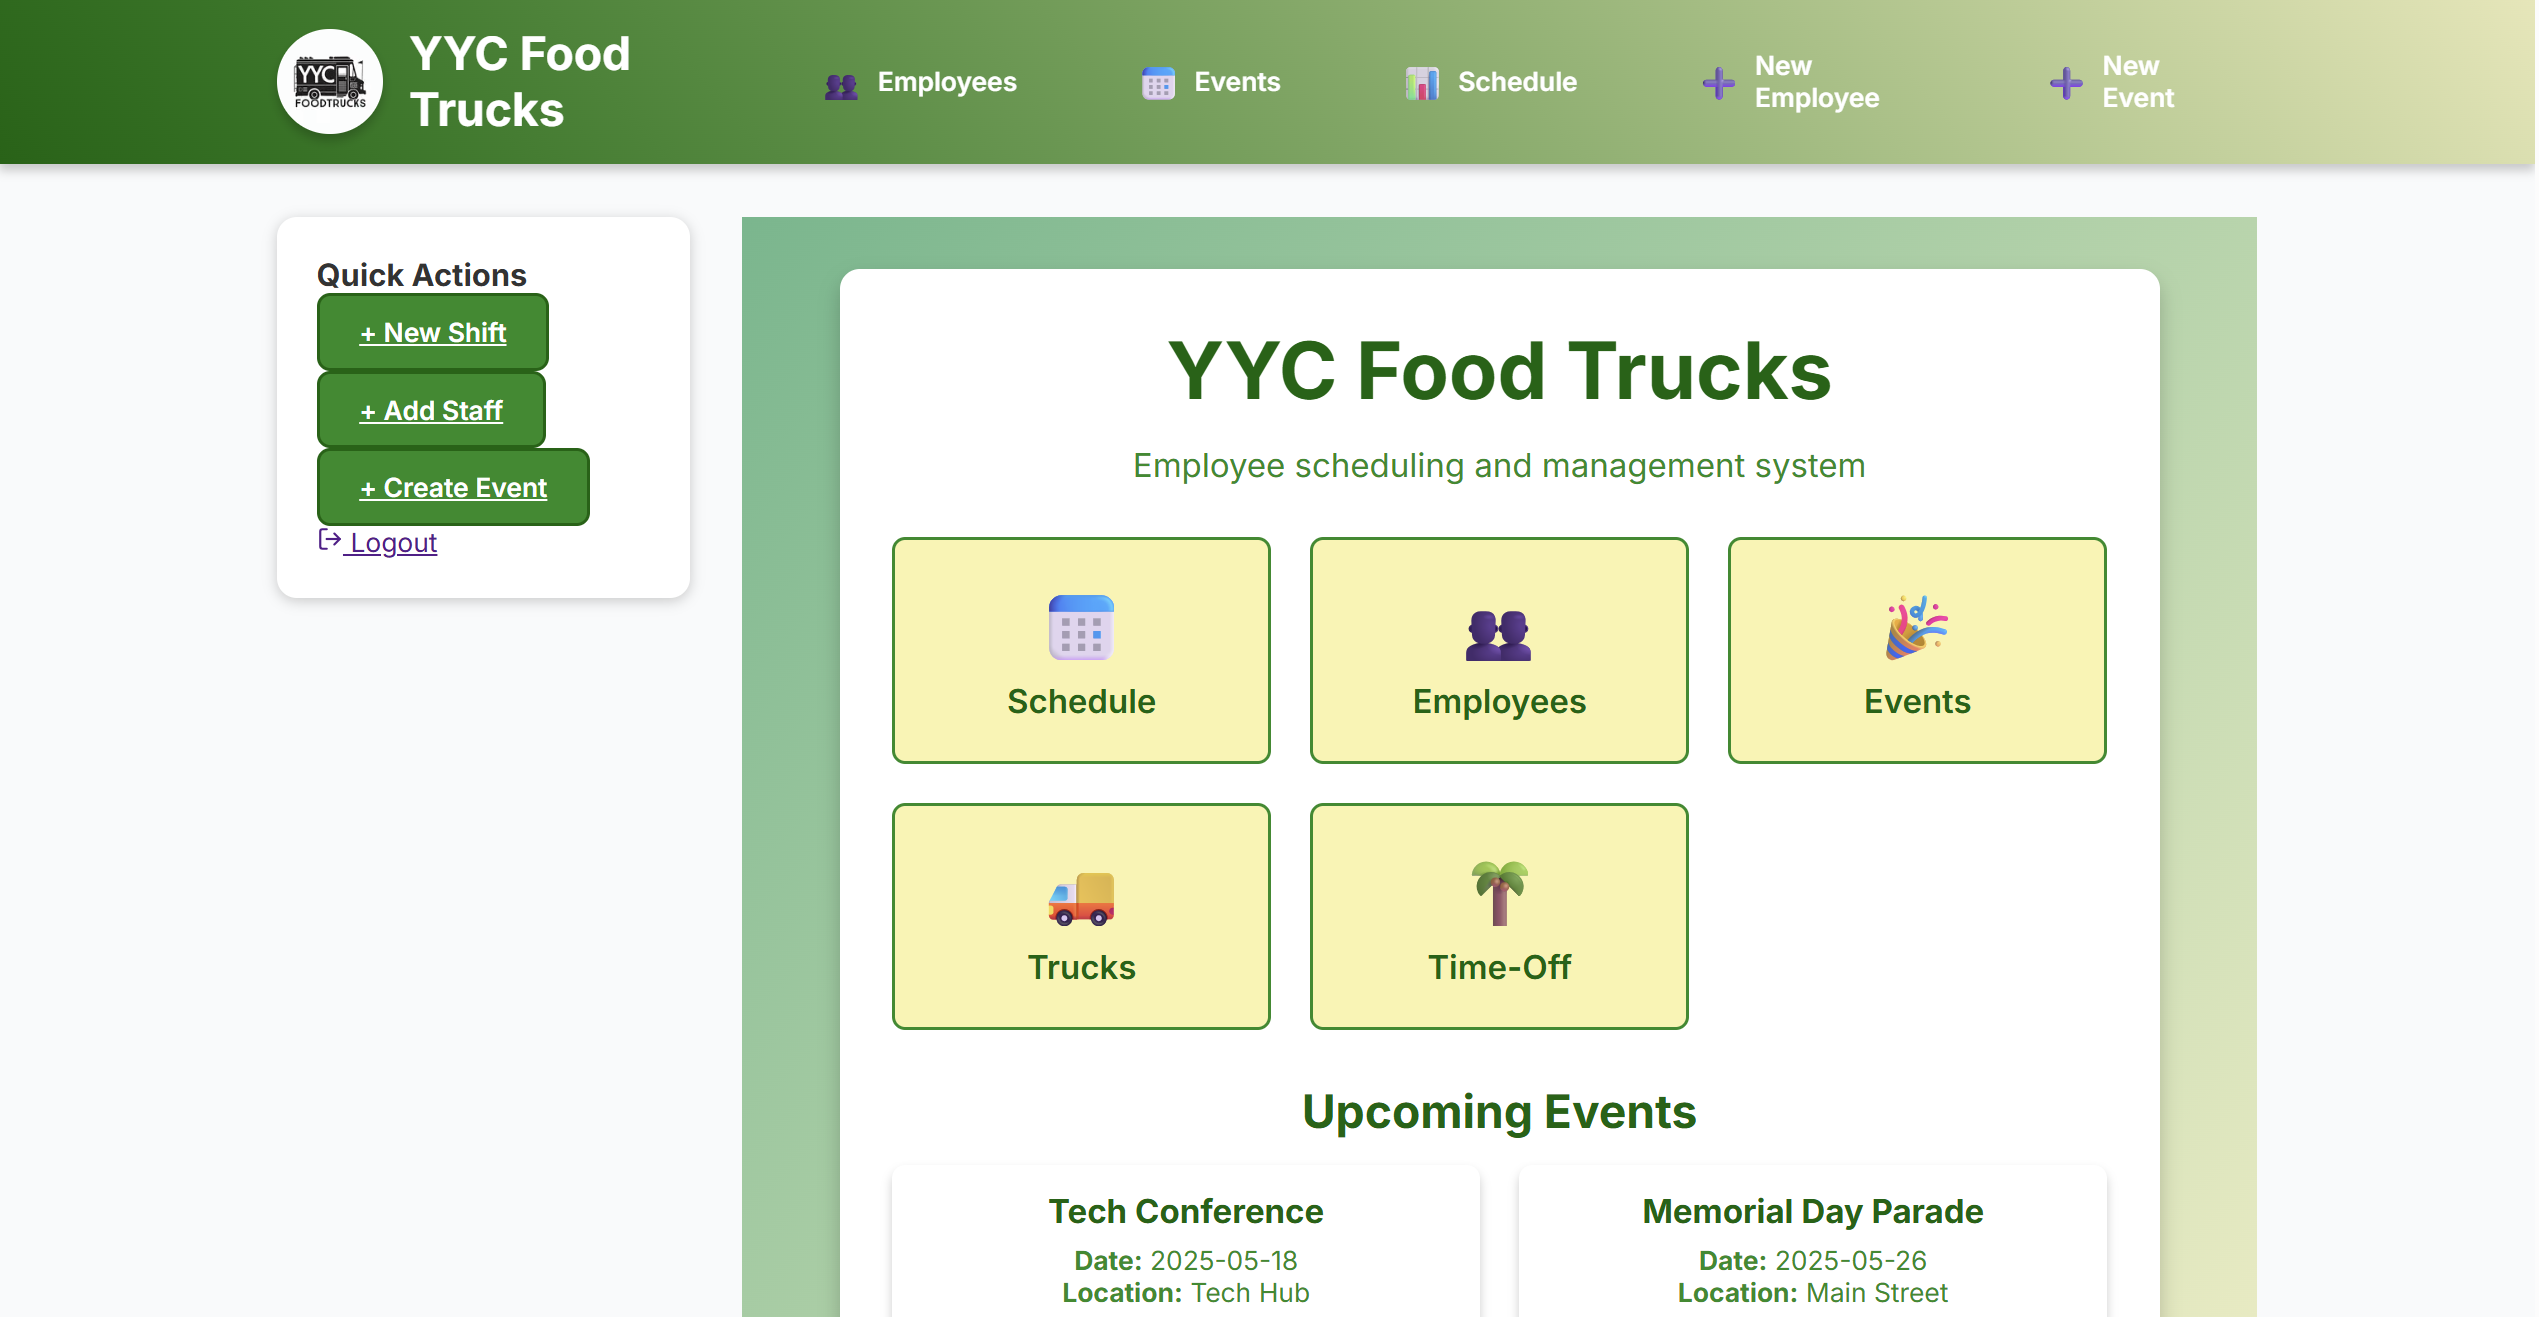 YYC
FOODTRUCKS
YYC Food
Trucks
Employees
Events
Schedule
New
Employee
New
Event
Quick Actions
+ New Shift
+ Add Staff
+ Create Event
Logout
YYC Food Trucks
Employee scheduling and management system
Schedule
Employees
Events
Trucks
Time-Off
Upcoming Events
Tech Conference
Date: 2025-05-18
Location: Tech Hub
Memorial Day Parade
Date: 2025-05-26
Location: Main Street